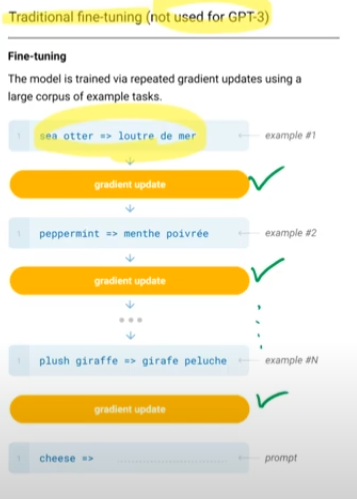 Traditional fine-tuning (not used for GPT-3)
Fine-tuning
The model is trained via repeated gradient updates using a
large corpus of example tasks.
1 sea otter => loutre de mer example #1
gradient update
1 peppermint => menthe poivrée example #2
gradient update
1 plush giraffe => girafe peluche example #N
gradient update
1 cheese => prompt